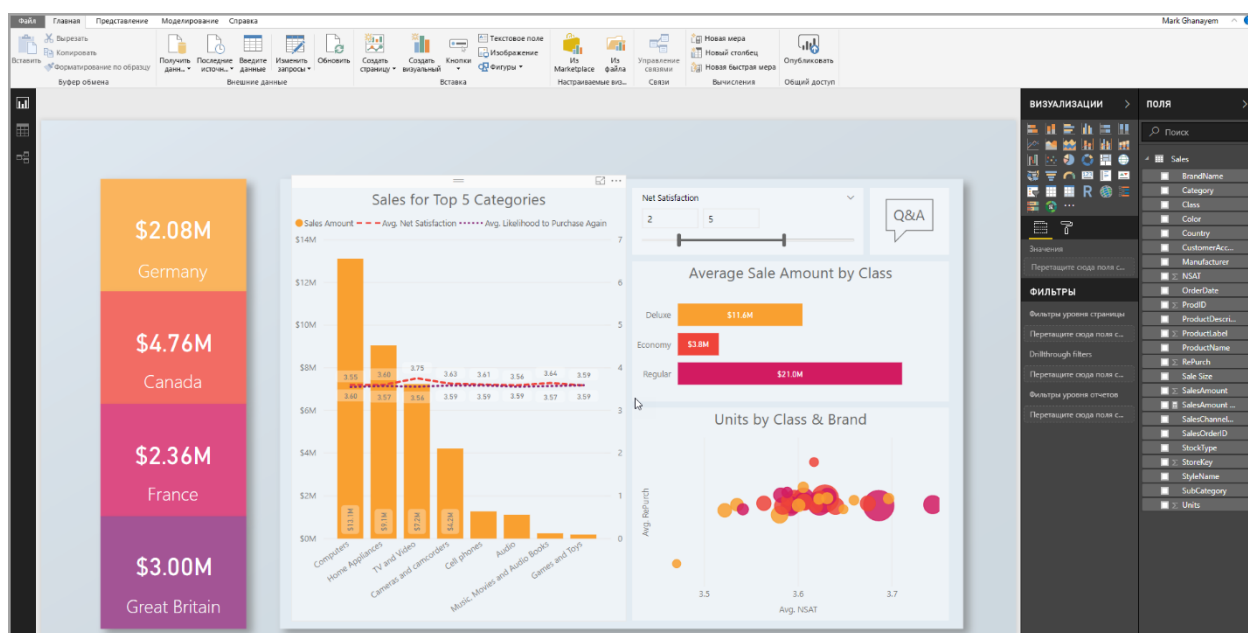 Файл Главная Представление Моделирование Справка Mark Ghanayem
Вставить
Вырезать
Копировать
Форматирование по образцу
Буфер обмена
Получить данн...
Последние источн...
Введите данные
Изменить запросы
Обновить
Внешние данные
Создать страницу
Создать визуальный
Кнопки
Текстовое поле
Изображение
Фигуры
Вставка
Из Marketplace
Из файла
Настраиваемые виз...
Управление связями
Связи
Новая мера
Новый столбец
Новая быстрая мера
Вычисления
Опубликовать
Общий доступ
$2.08M
Germany
$4.76M
Canada
$2.36M
France
$3.00M
Great Britain
Sales for Top 5 Categories
Sales Amount Avg. Net Satisfaction Avg. Likelihood to Purchase Again
$14M 7
$12M 6
$10M 5
$8M 4
$6M 3
$4M 2
$2M 1
$0M 0
3.55 3.60 3.75 3.63 3.61 3.56 3.64 3.59
3.60 3.57 3.56 3.59 3.59 3.59 3.57 3.59
$13.1M $9.1M $7.2M $4.2M
Computers
Home Appliances
TV and Video
Cameras and camcorders
Cell phones
Audio
Music, Movies and Audio Books
Games and Toys
Net Satisfaction
2 5
Q&A
Average Sale Amount by Class
Deluxe $11.6M
Economy $3.8M
Regular $21.0M
Units by Class & Brand
Avg. RePurch
3.5 3.6 3.7
Avg. NSAT
ВИЗУАЛИЗАЦИИ
R
Значения
Перетащите сюда поля с...
ФИЛЬТРЫ
Фильтры уровня страницы
Перетащите сюда поля с...
Drillthrough filters
Перетащите сюда поля с...
Фильтры уровня отчетов
Перетащите сюда поля с...
ПОЛЯ
Поиск
Sales
BrandName
Category
Class
Color
Country
CustomerAcc...
Manufacturer
NSAT
OrderDate
ProdID
ProductDescri...
ProductLabel
ProductName
RePurch
Sale Size
SalesAmount
SalesAmount ...
SalesChannel...
SalesOrderID
StockType
StoreKey
StyleName
SubCategory
Units